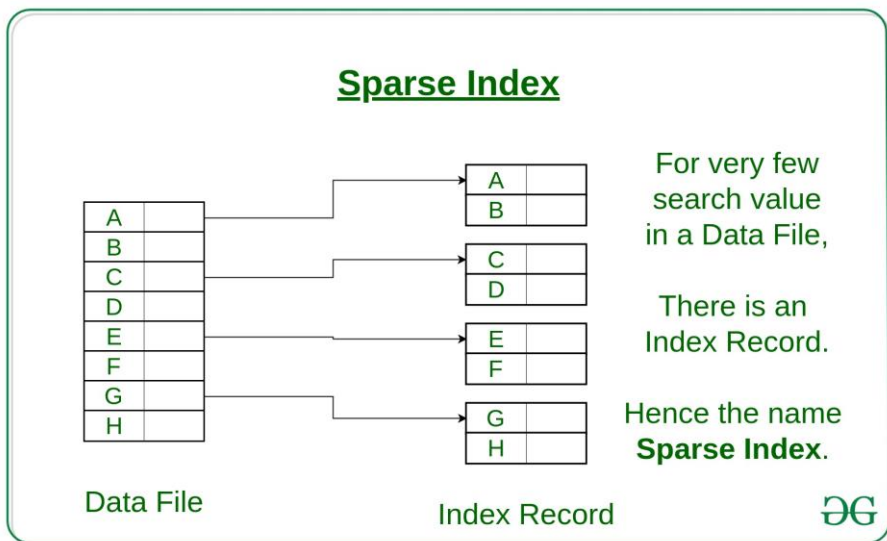 Sparse Index
A
B
C
D
E
F
G
H
Data File
A
B
C
D
E
F
G
H
Index Record
For very few
search value
in a Data File,
There is an
Index Record.
Hence the name
Sparse Index.